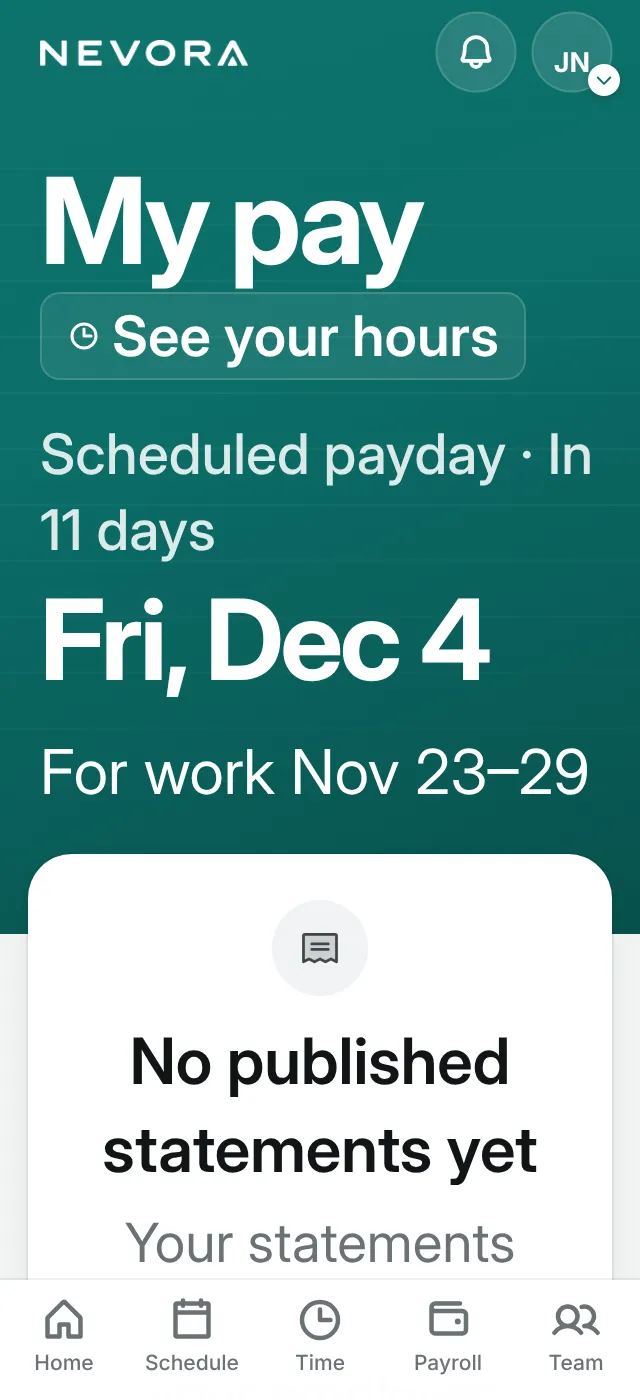 NEVORA
JN
My pay
See your hours
Scheduled payday · In
11 days
Fri, Dec 4
For work Nov 23–29
No published
statements yet
Your statements
Home Schedule Time Payroll Team